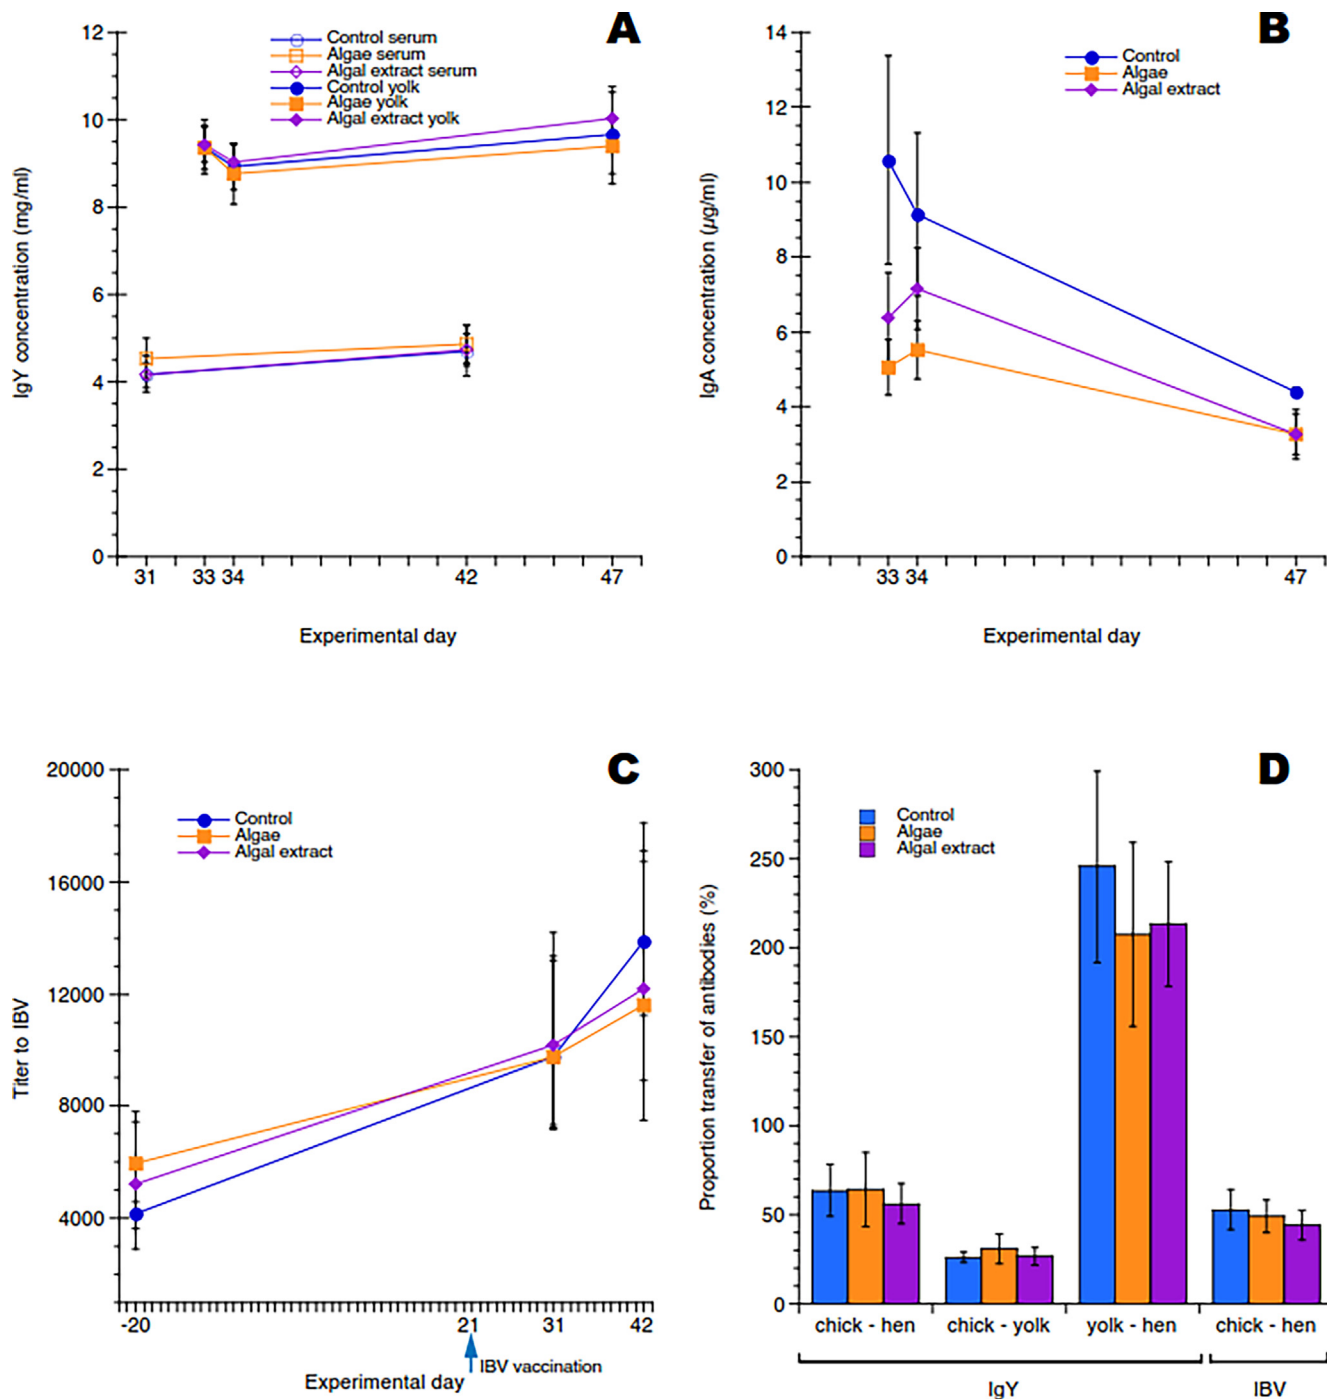 A
Control serum
Algae serum
Algal extract serum
Control yolk
Algae yolk
Algal extract yolk
IgY concentration (mg/ml)
12
10
8
6
4
2
0
31 33 34 42 47
Experimental day
B
Control
Algae
Algal extract
IgA concentration (µg/ml)
14
12
10
8
6
4
2
0
33 34 47
Experimental day
C
Control
Algae
Algal extract
Titer to IBV
20000
16000
12000
8000
4000
-20 21 31 42
IBV vaccination
Experimental day
D
Control
Algae
Algal extract
Proportion transfer of antibodies (%)
300
250
200
150
100
50
0
chick - hen chick - yolk yolk - hen chick - hen
IgY IBV